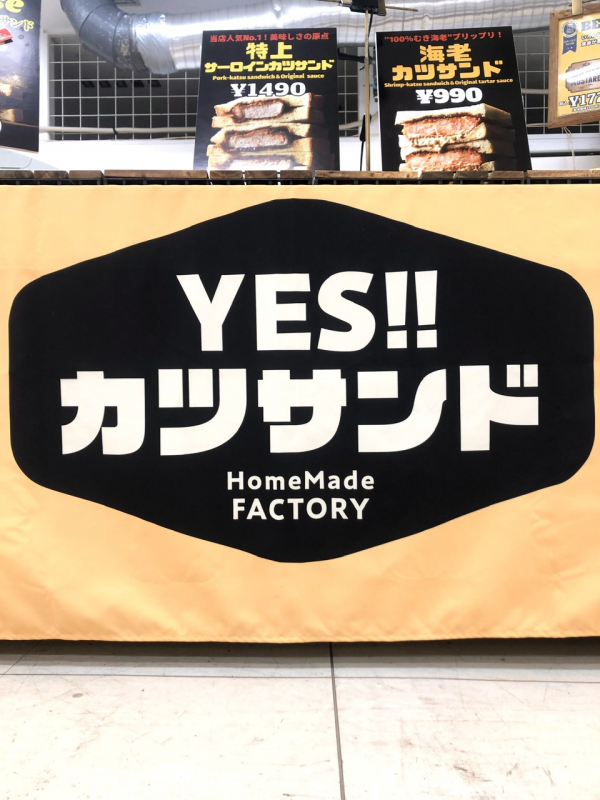 当店人気No.1!美味しさの原点
特上
サーロインカツサンド
Pork-katsu sandwich & Original sauce
¥1490
"100%むき海老"プリップリ!
海老
カツサンド
Shrimp-katsu sandwich & Original tartar sauce
¥990
YES!!
カツサンド
HomeMade
FACTORY